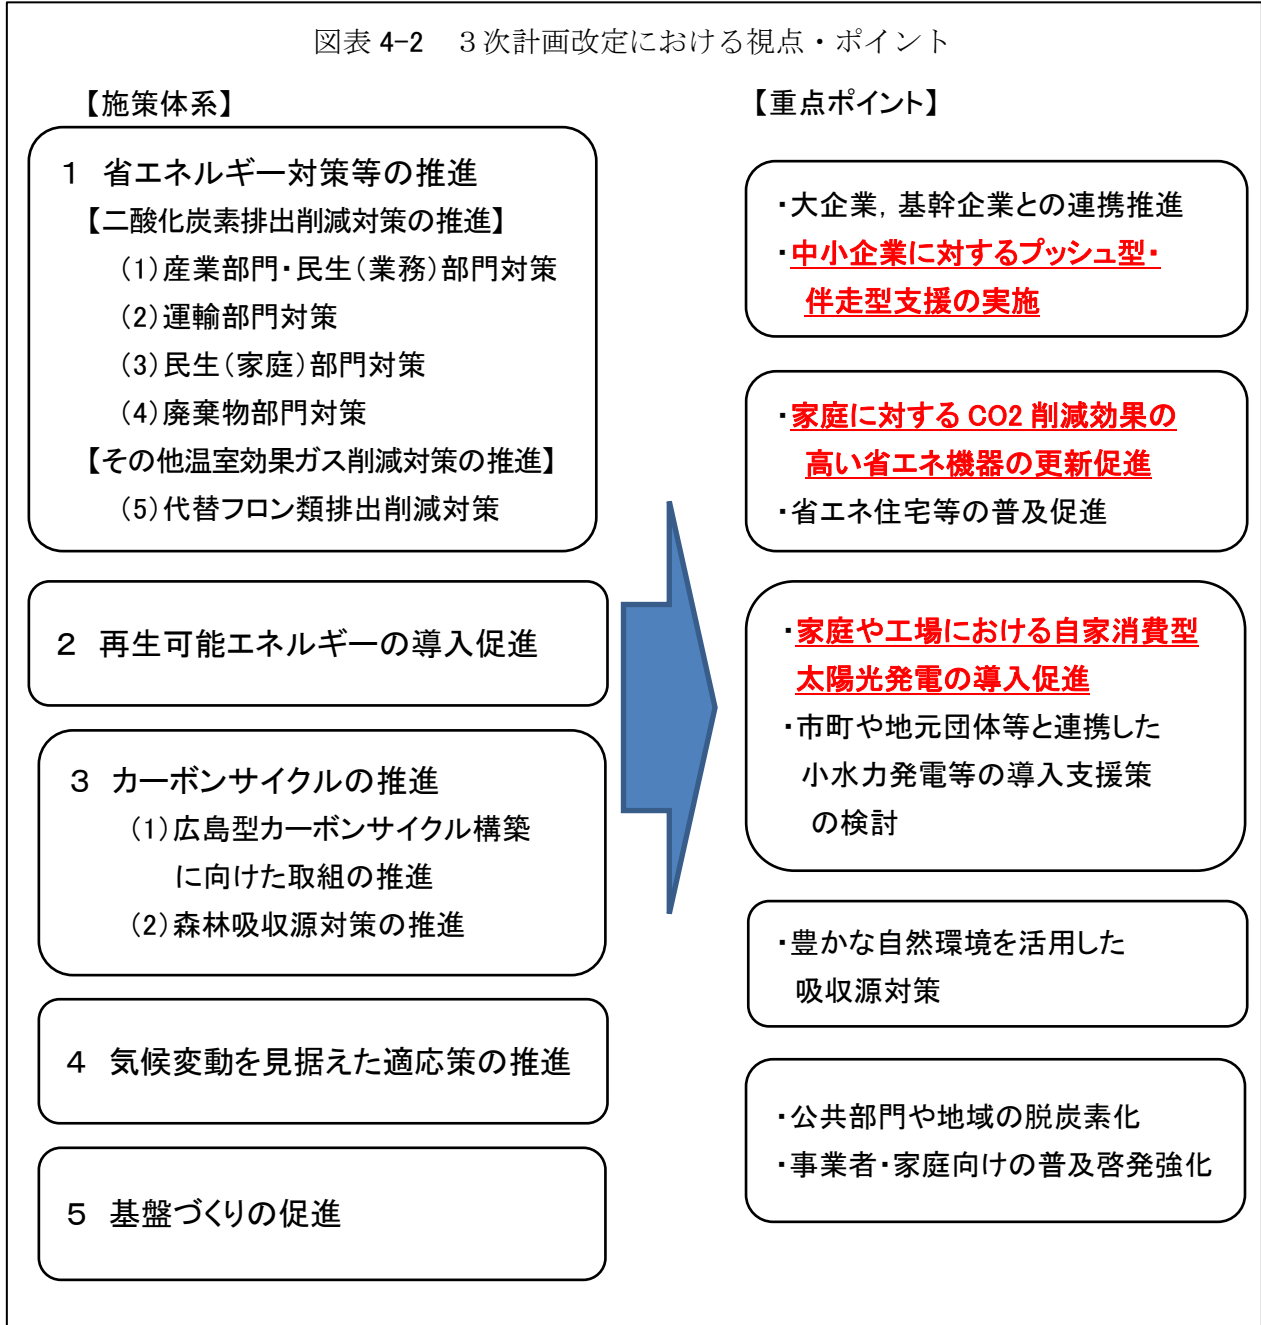 図表 4-2　３次計画改定における視点・ポイント
【施策体系】
１ 省エネルギー対策等の推進
【二酸化炭素排出削減対策の推進】
（1）産業部門・民生（業務）部門対策
（2）運輸部門対策
（3）民生（家庭）部門対策
（4）廃棄物部門対策
【その他温室効果ガス削減対策の推進】
（5）代替フロン類排出削減対策
２ 再生可能エネルギーの導入促進
３ カーボンサイクルの推進
（1）広島型カーボンサイクル構築
に向けた取組の推進
（2）森林吸収源対策の推進
４ 気候変動を見据えた適応策の推進
５ 基盤づくりの促進
【重点ポイント】
・大企業，基幹企業との連携推進
・中小企業に対するプッシュ型・
伴走型支援の実施
・家庭に対する CO2 削減効果の
高い省エネ機器の更新促進
・省エネ住宅等の普及促進
・家庭や工場における自家消費型
太陽光発電の導入促進
・市町や地元団体等と連携した
小水力発電等の導入支援策
の検討
・豊かな自然環境を活用した
吸収源対策
・公共部門や地域の脱炭素化
・事業者・家庭向けの普及啓発強化